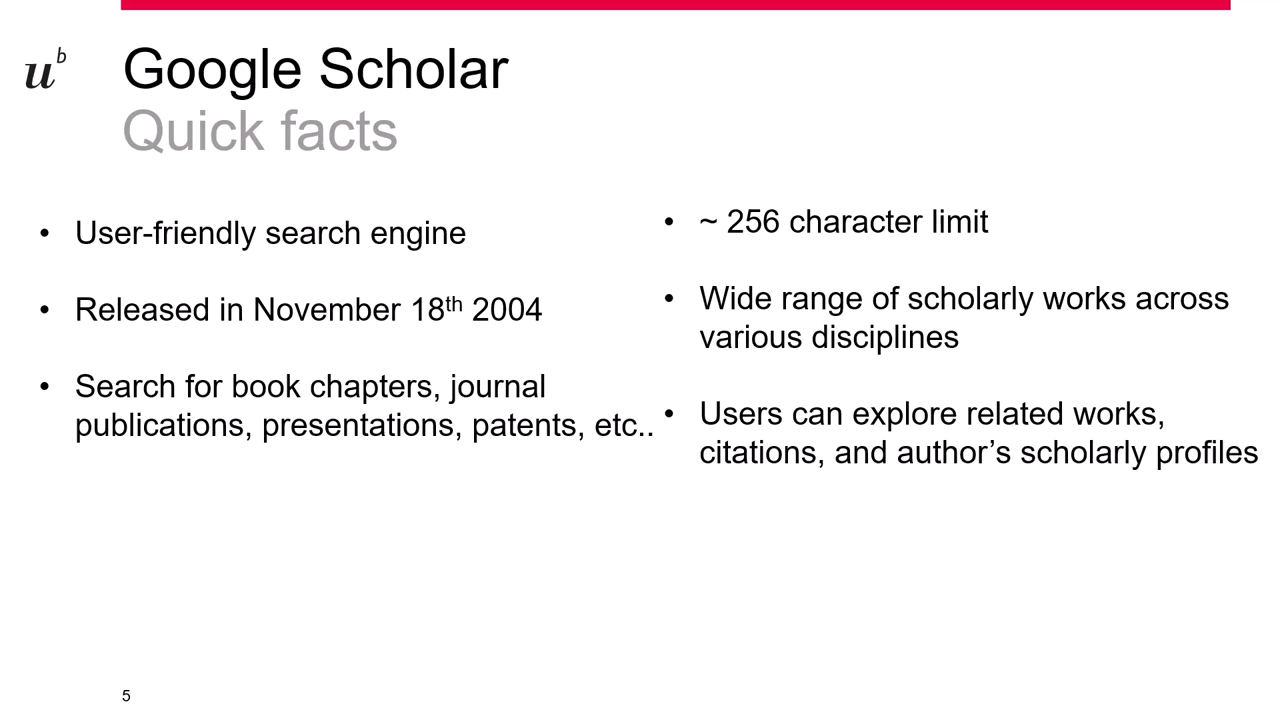 u b
Google Scholar
Quick facts
• User-friendly search engine
• Released in November 18th 2004
• Search for book chapters, journal
publications, presentations, patents, etc..
• ~ 256 character limit
• Wide range of scholarly works across
various disciplines
• Users can explore related works,
citations, and author’s scholarly profiles
5